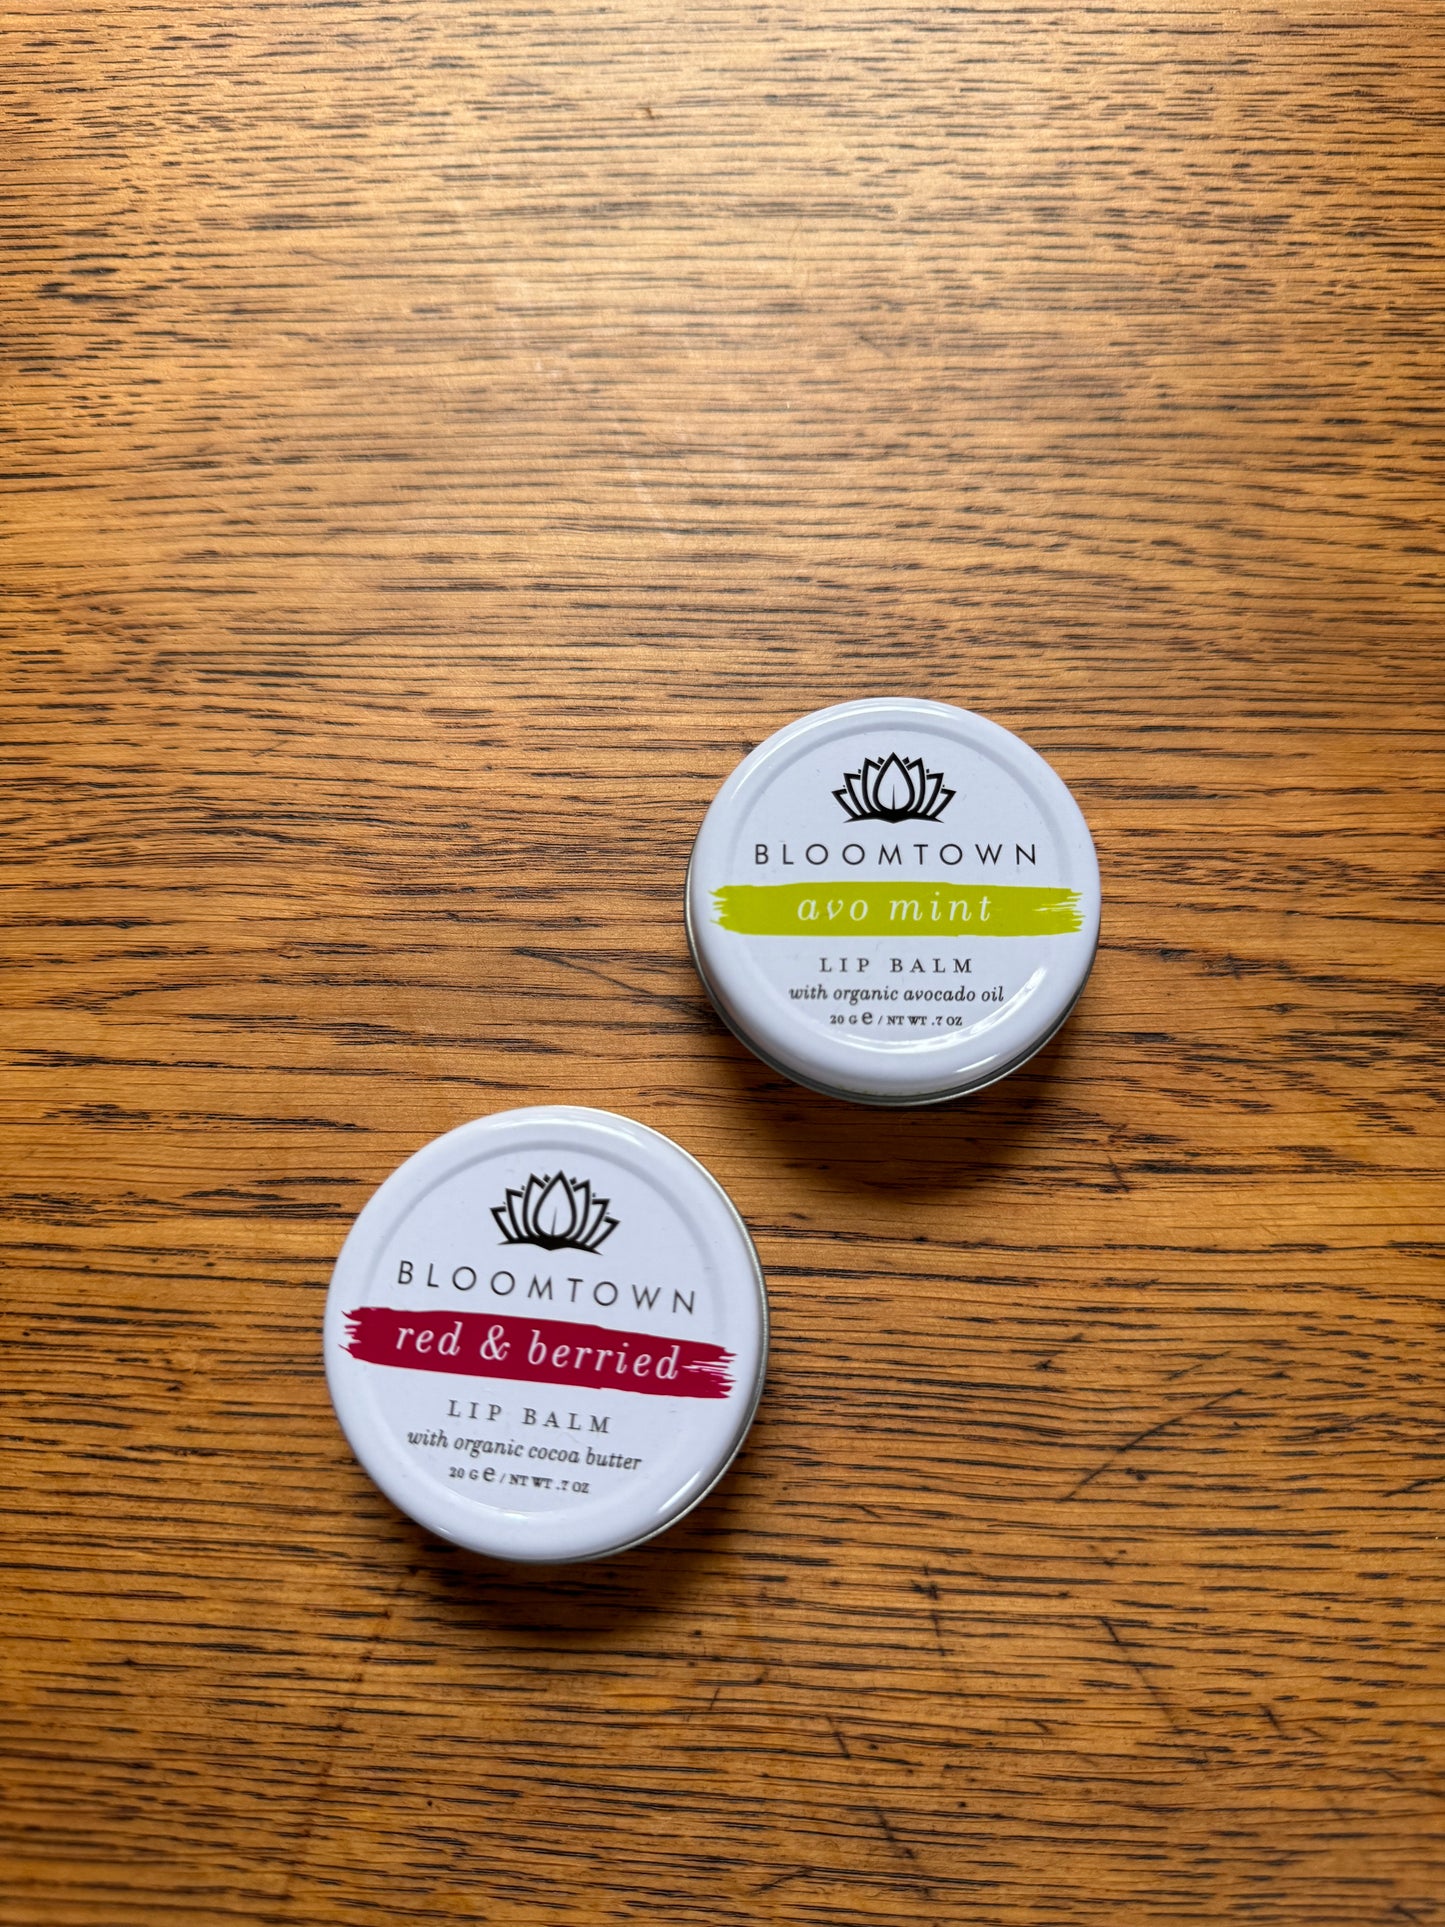 BLOOMTOWN
avo mint
LIP BALM
with organic avocado oil
20 G e / NT WT .7 OZ
BLOOMTOWN
red & berried
LIP BALM
with organic cocoa butter
20 G e / NT WT .7 OZ